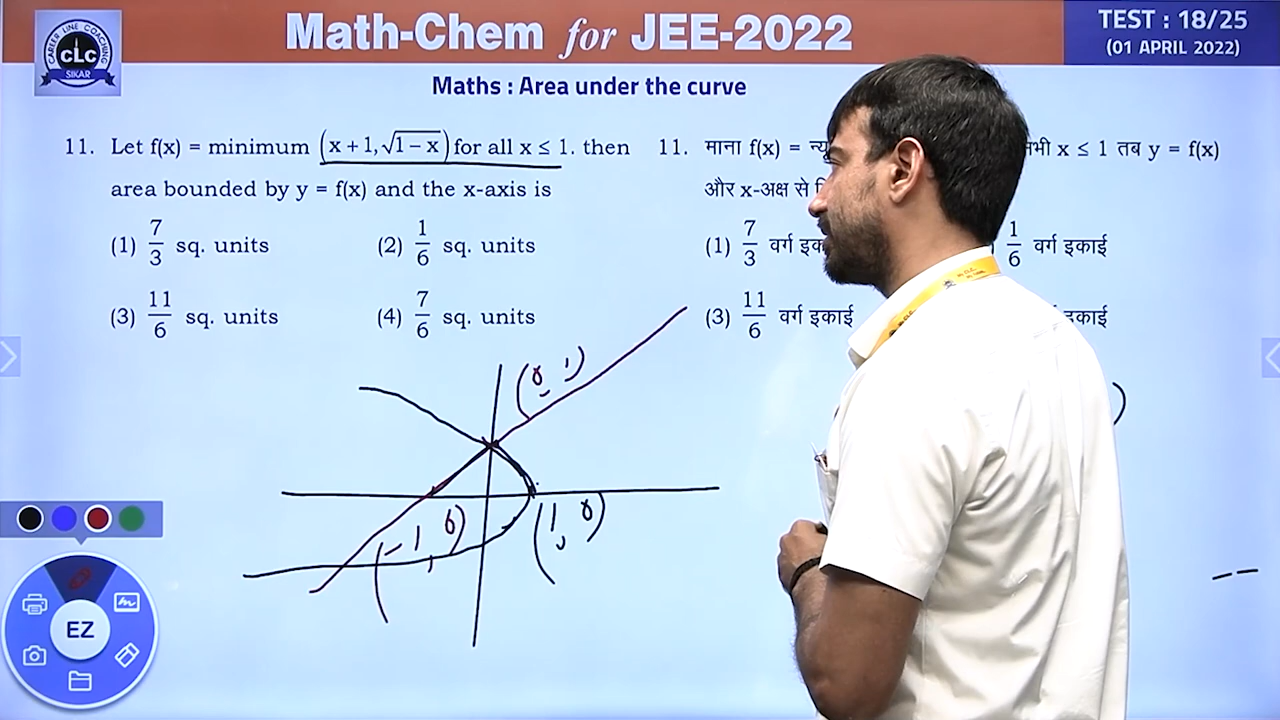 CAREER LINE COACHING
CLC
SIKAR
Math-Chem for JEE-2022
TEST : 18/25
(01 APRIL 2022)
Maths : Area under the curve
11. Let f(x) = minimum (x + 1, √(1 – x)) for all x ≤ 1. then
area bounded by y = f(x) and the x-axis is
(1) 7/3 sq. units (2) 1/6 sq. units
(3) 11/6 sq. units (4) 7/6 sq. units
11. माना f(x) = x ≤ 1 तब y = f(x)
और x-अक्ष से
(1) 7/3 वर्ग 1/6 वर्ग इकाई
(3) 11/6 वर्ग इकाई
(0, 1)
(-1, 0)
(1, 0)
EZ